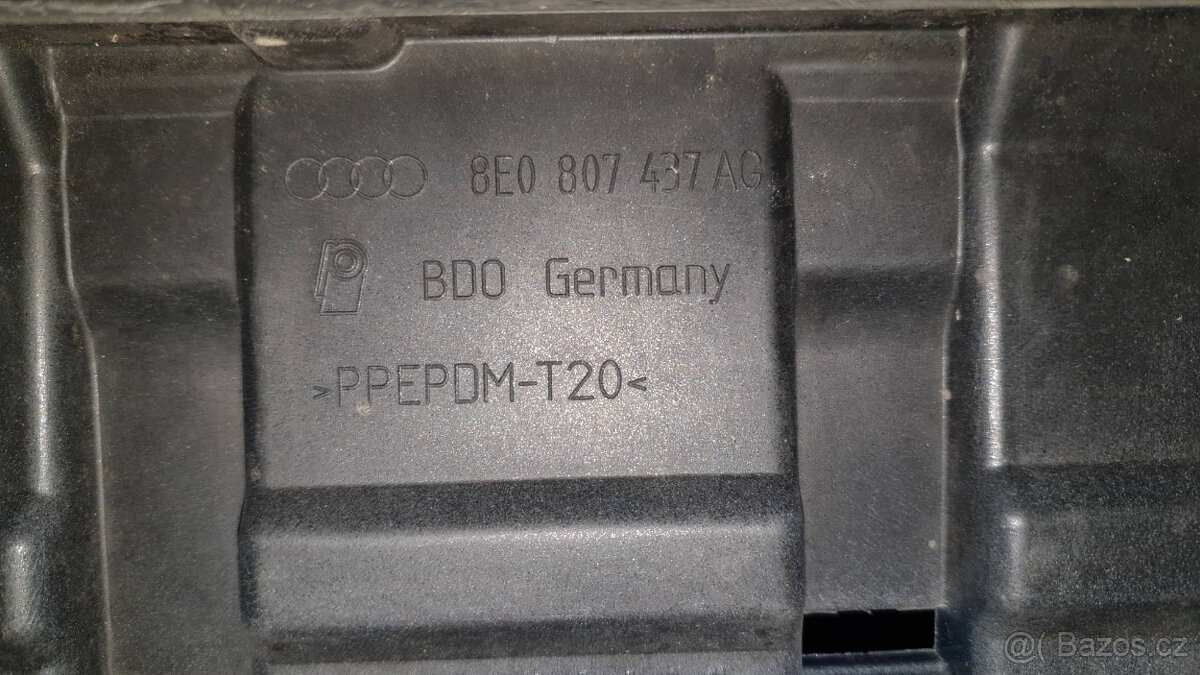 8E0 807 437 AG
BDO Germany
>PPEPDM-T20<
@( Bazos.cz